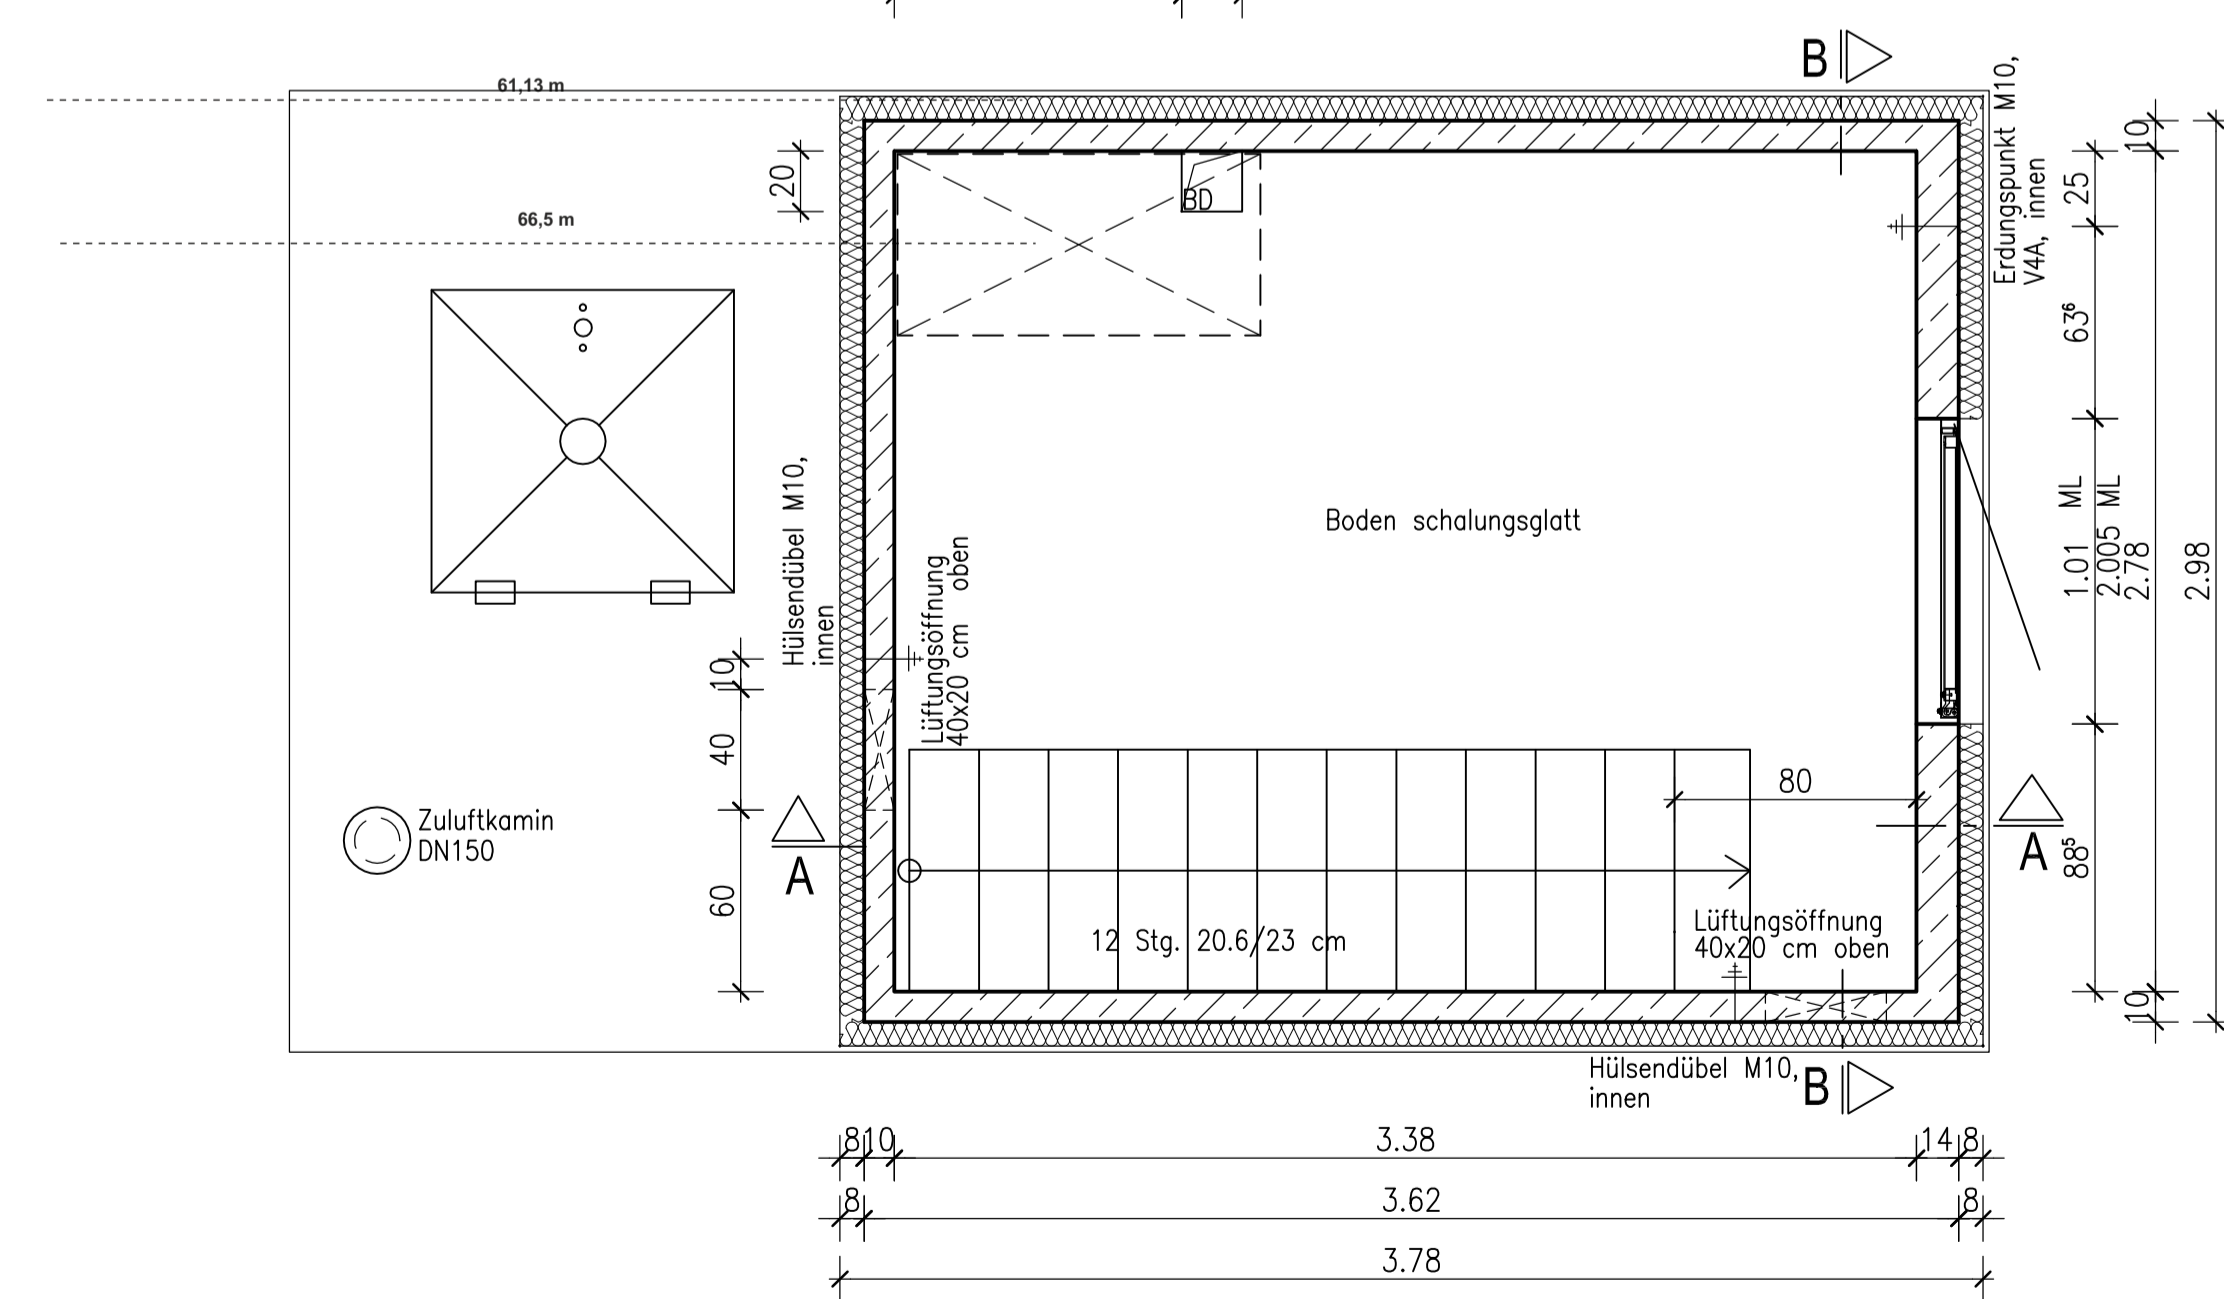 B
61,13 m
Erdungspunkt M10,
V4A, innen
10
20
BD
25
66,5 m
63⁶
Hülsendübel M10,
innen
Lüftungsöffnung
40x20 cm oben
Boden schalungsglatt
1.01 ML
2.005 ML
2.78
2.98
10
40
80
Zuluftkamin
DN150
A
A
88⁵
60
12 Stg. 20.6/23 cm
Lüftungsöffnung
40x20 cm oben
10
Hülsendübel M10,
innen
B
8 10 3.38 14 8
8 3.62 8
3.78